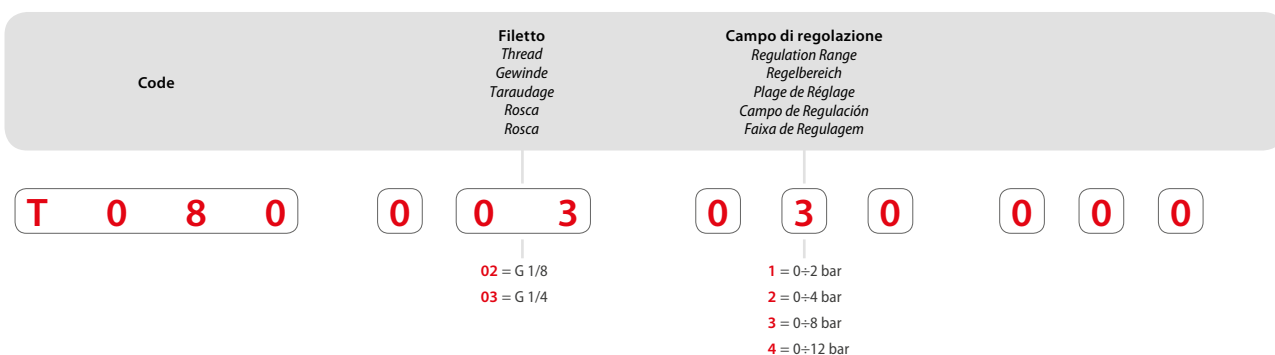 Code
Filetto
Thread
Gewinde
Taraudage
Rosca
Rosca
Campo di regolazione
Regulation Range
Regelbereich
Plage de Réglage
Campo de Regulación
Faixa de Regulagem
T 0 8 0 0 0 3 0 3 0 0 0 0
02 = G 1/8
03 = G 1/4
1 = 0÷2 bar
2 = 0÷4 bar
3 = 0÷8 bar
4 = 0÷12 bar